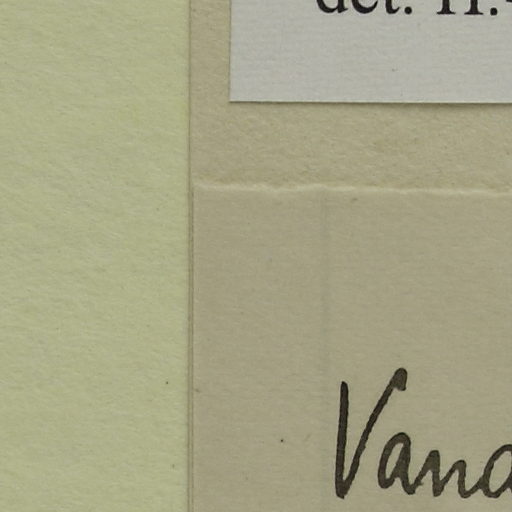 det. H.
Vana